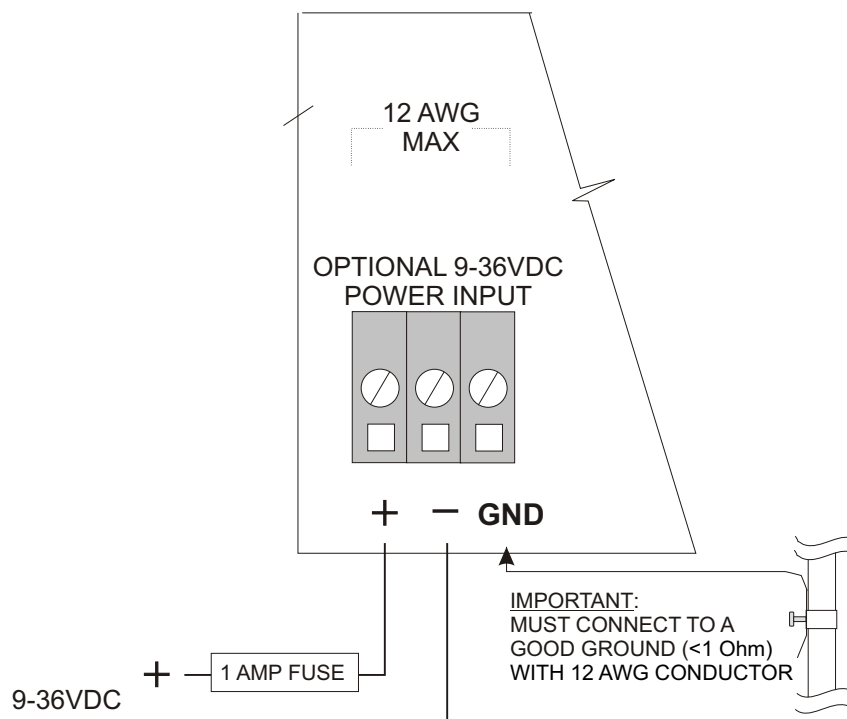 12 AWG
MAX
OPTIONAL 9-36VDC
POWER INPUT
+ − GND
IMPORTANT:
MUST CONNECT TO A
GOOD GROUND (<1 Ohm)
WITH 12 AWG CONDUCTOR
+ 1 AMP FUSE
9-36VDC